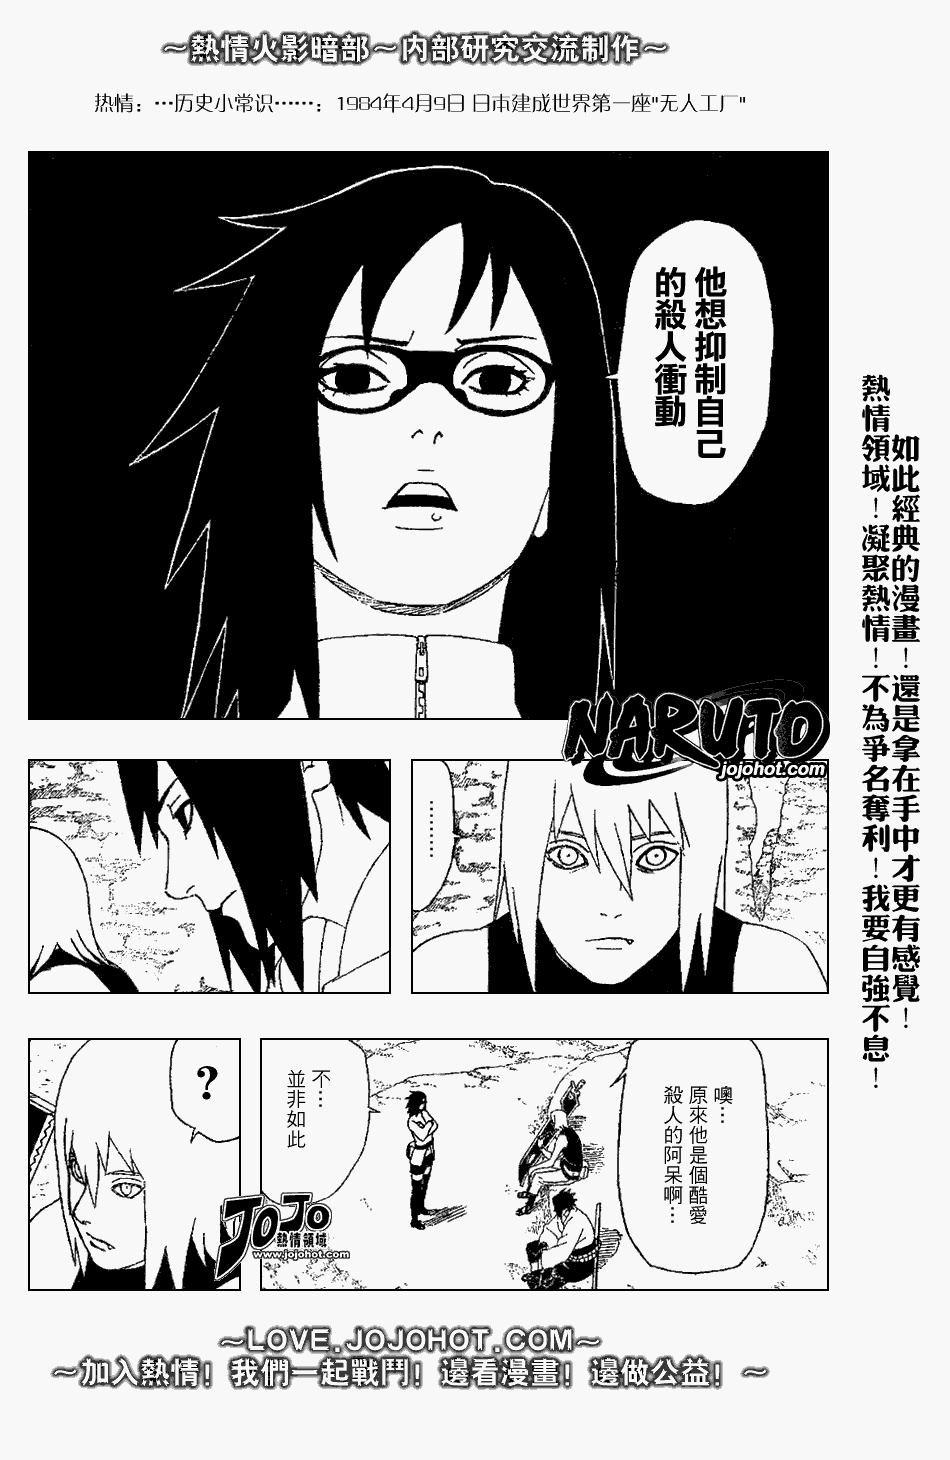 ～熱情火影暗部～内部研究交流制作～
热情：…历史小常识……：1984年4月9日 日本建成世界第一座"无人工厂"
他想抑制自己
的殺人衝動
如此經典的漫畫！還是拿在手中才更有感覺！
熱情領域！凝聚熱情！不為爭名奪利！我要自強不息！
NARUTO
jojohot.com
………
噢…
原來他是個酷愛
殺人的阿呆啊…
不…
並非如此
？
JOJO
熱情領域
www.jojohot.com
～LOVE.JOJOHOT.COM～
～加入熱情！我們一起戰鬥！邊看漫畫！邊做公益！～